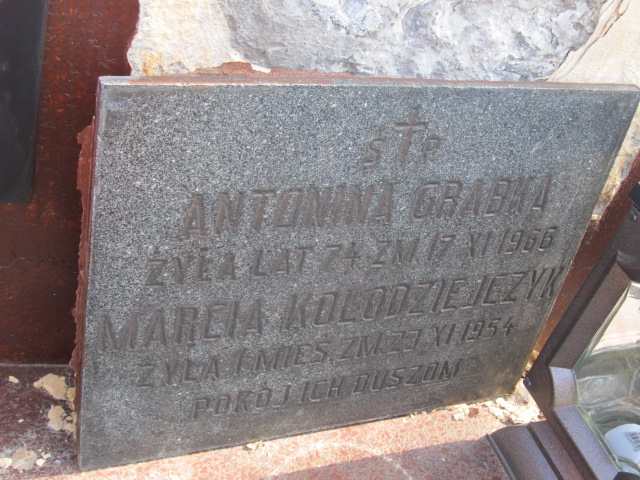 Ś † P
ANTONINA GRABKA
ŻYŁA LAT 74 ZM. 17 XI 1966
MARCIA KOŁODZIEJCZYK
ŻYŁA 1 MIES. ZM. 23 XI 1954
POKÓJ ICH DUSZOM